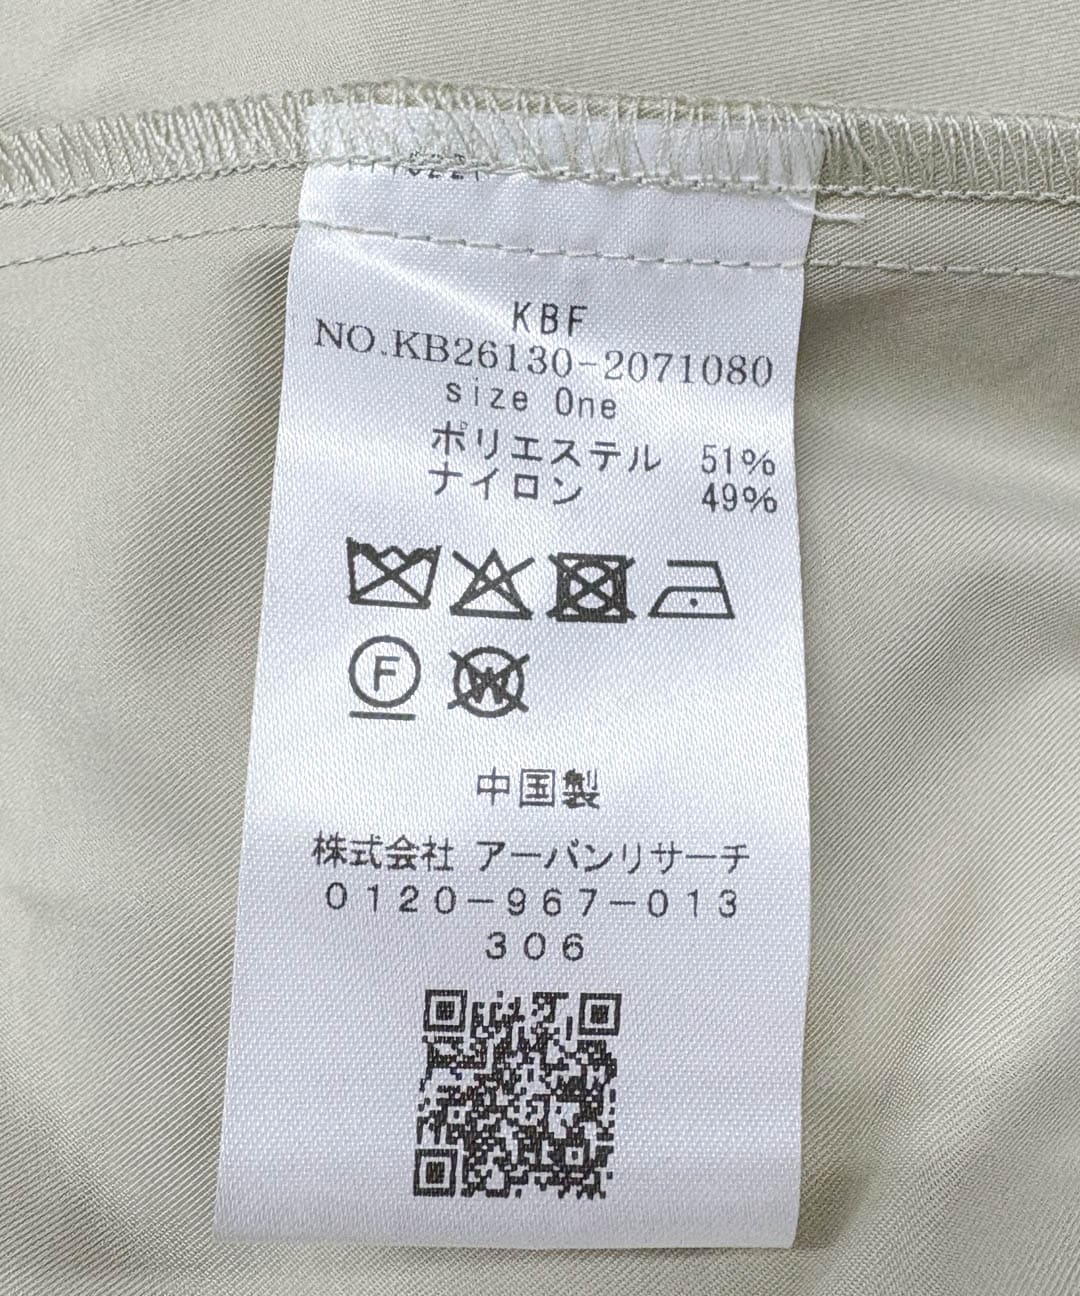 KBF
NO.KB26130-2071080
size One
ポリエステル 51%
ナイロン 49%
F
W
中国製
株式会社 アーバンリサーチ
0120-967-013
306